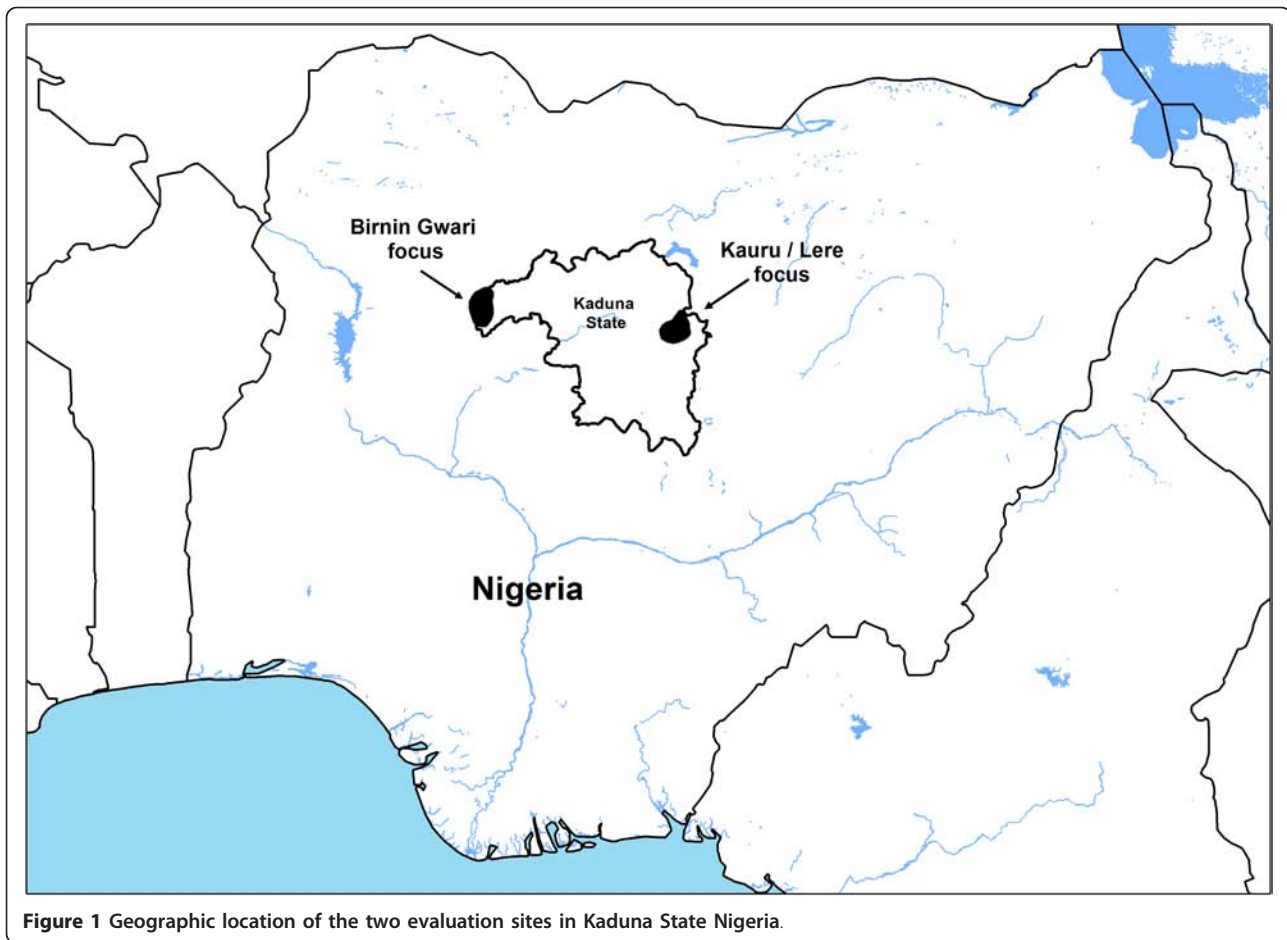 Birnin Gwari
focus
Kauru / Lere
focus
Kaduna
State
Nigeria
Figure 1 Geographic location of the two evaluation sites in Kaduna State Nigeria.